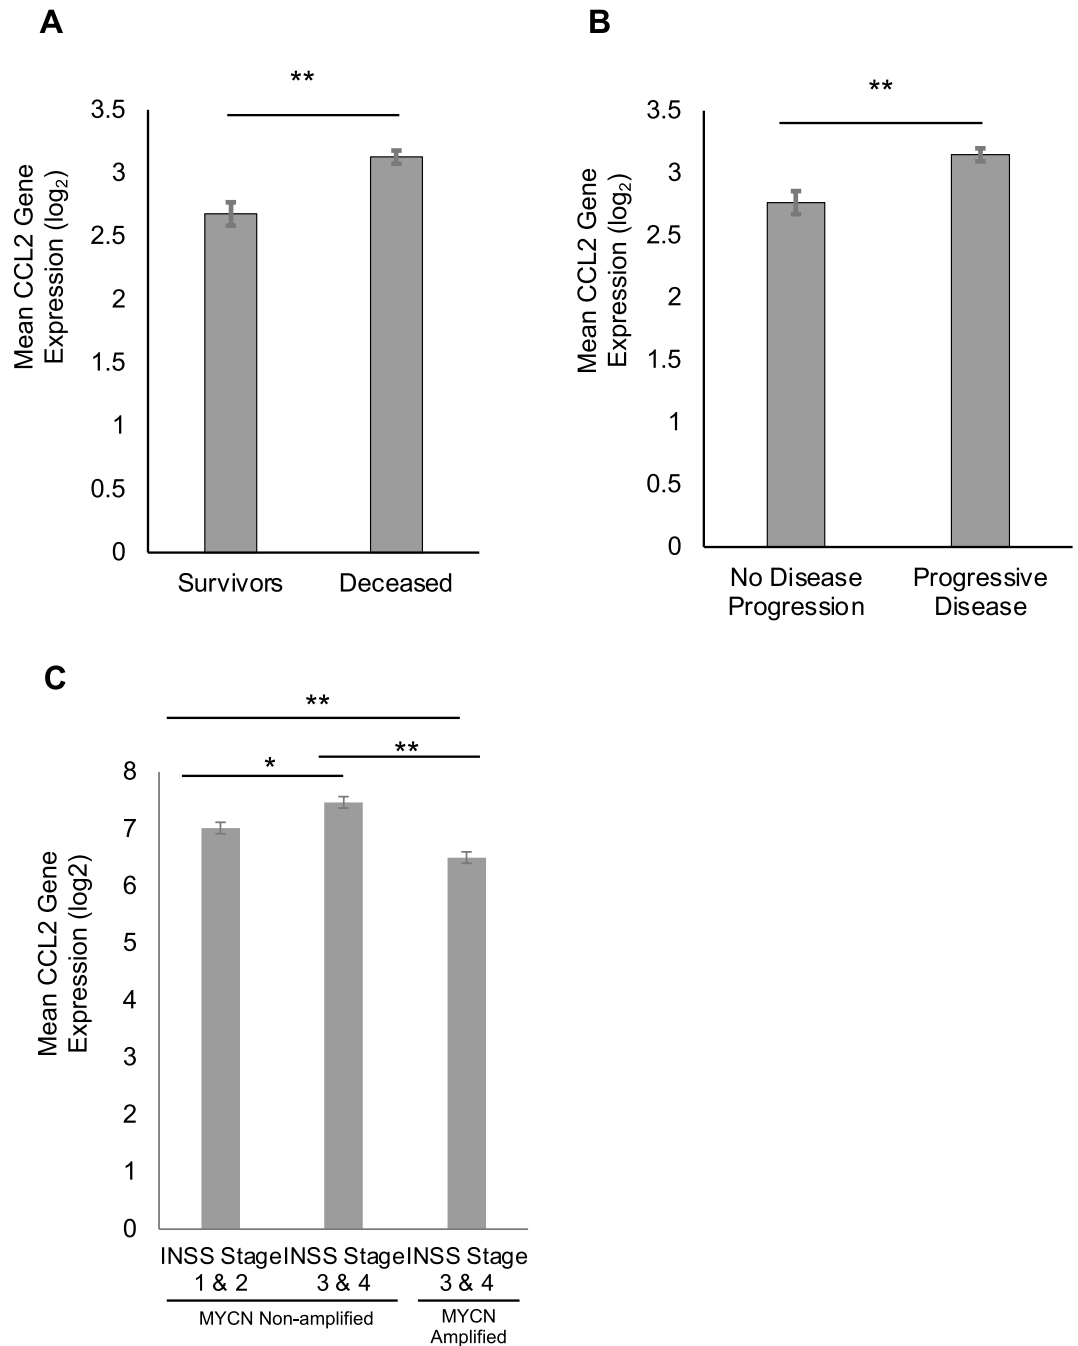 A
**
3.5
3
2.5
2
1.5
1
0.5
0
Mean CCL2 Gene
Expression (log2)
Survivors
Deceased
B
**
3.5
3
2.5
2
1.5
1
0.5
0
Mean CCL2 Gene
Expression (log2)
No Disease
Progression
Progressive
Disease
C
**
**
*
8
7
6
5
4
3
2
1
0
Mean CCL2 Gene
Expression (log2)
INSS Stage
1 & 2
INSS Stage
3 & 4
INSS Stage
3 & 4
MYCN Non-amplified
MYCN
Amplified